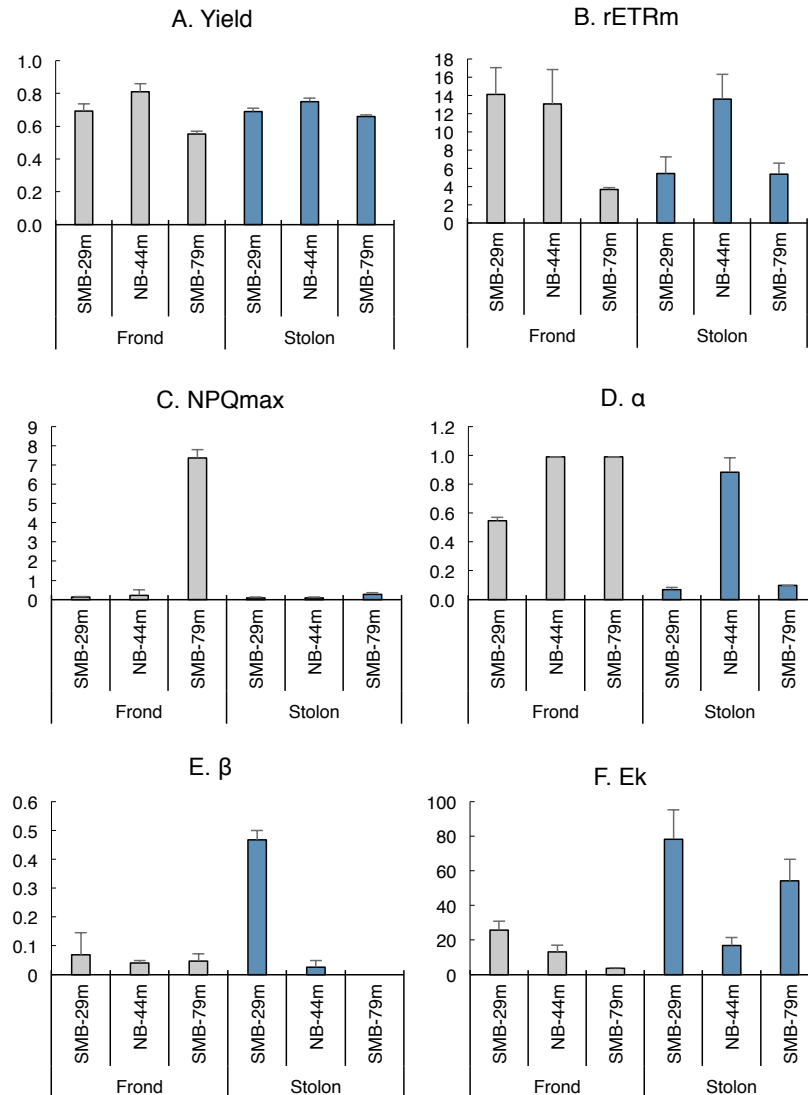 A. Yield
1.0
0.8
0.6
0.4
0.2
0.0
SMB-29m
NB-44m
SMB-79m
SMB-29m
NB-44m
SMB-79m
Frond
Stolon
B. rETRm
18
16
14
12
10
8
6
4
2
0
SMB-29m
NB-44m
SMB-79m
SMB-29m
NB-44m
SMB-79m
Frond
Stolon
C. NPQmax
9
8
7
6
5
4
3
2
1
0
SMB-29m
NB-44m
SMB-79m
SMB-29m
NB-44m
SMB-79m
Frond
Stolon
D. α
1.2
1.0
0.8
0.6
0.4
0.2
0.0
SMB-29m
NB-44m
SMB-79m
SMB-29m
NB-44m
SMB-79m
Frond
Stolon
E. β
0.6
0.5
0.4
0.3
0.2
0.1
0
SMB-29m
NB-44m
SMB-79m
SMB-29m
NB-44m
SMB-79m
Frond
Stolon
F. Ek
100
80
60
40
20
0
SMB-29m
NB-44m
SMB-79m
SMB-29m
NB-44m
SMB-79m
Frond
Stolon